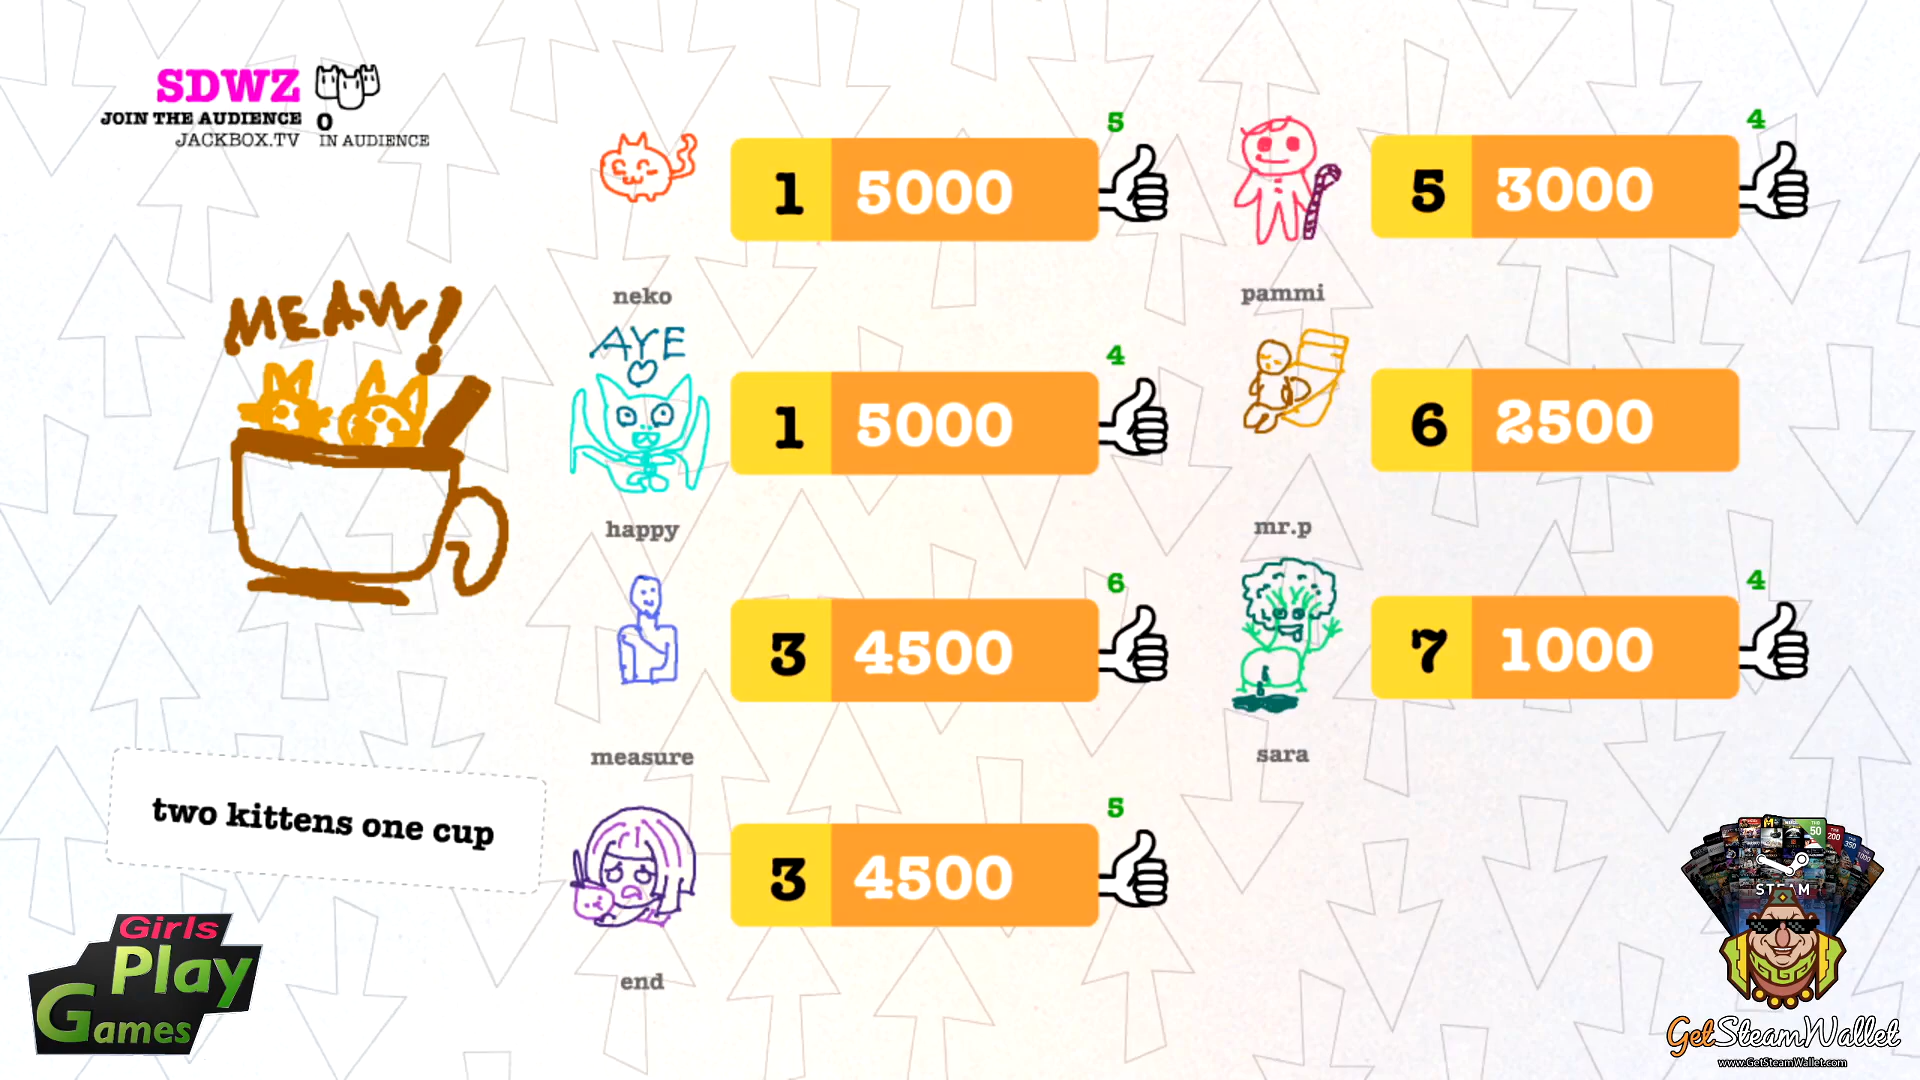 SDWZ
JOIN THE AUDIENCE
JACKBOX.TV
0
IN AUDIENCE
MEAW!
two kittens one cup
1 5000
5
neko
AYE
1 5000
4
happy
3 4500
6
measure
3 4500
5
end
5 3000
4
pammi
6 2500
mr.p
7 1000
4
sara
Girls
Play
Games
STEAM
GetSteamWallet
www.GetSteamWallet.com